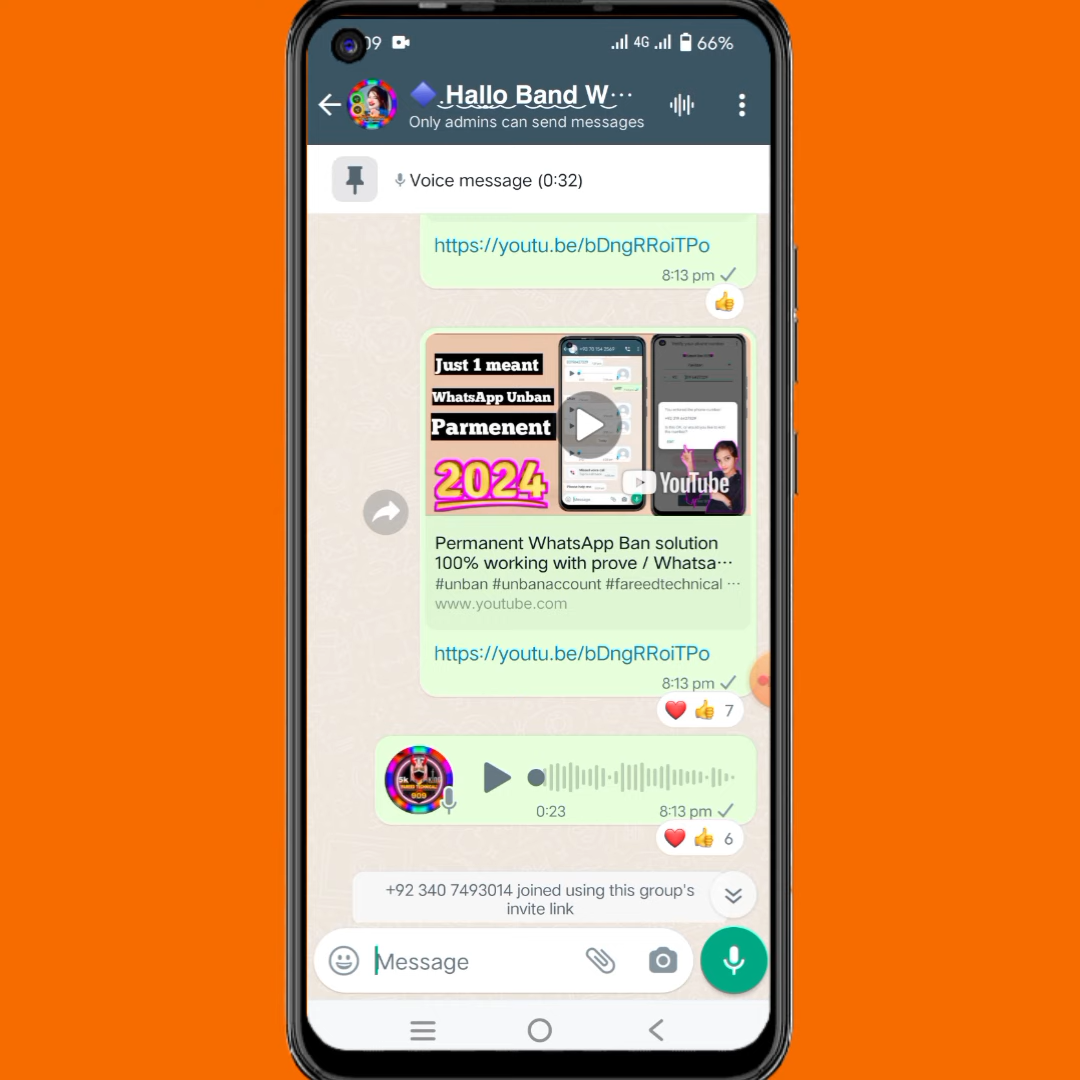 09
4G
66%
.Hallo Band W…
Only admins can send messages
Voice message (0:32)
https://youtu.be/bDngRRoiTPo
8:13 pm
Just 1 meant
WhatsApp Unban
Parmenent
2024
YouTube
Permanent WhatsApp Ban solution
100% working with prove / Whatsa…
#unban #unbanaccount #fareedtechnical …
www.youtube.com
https://youtu.be/bDngRRoiTPo
8:13 pm
7
0:23
8:13 pm
6
+92 340 7493014 joined using this group's
invite link
Message